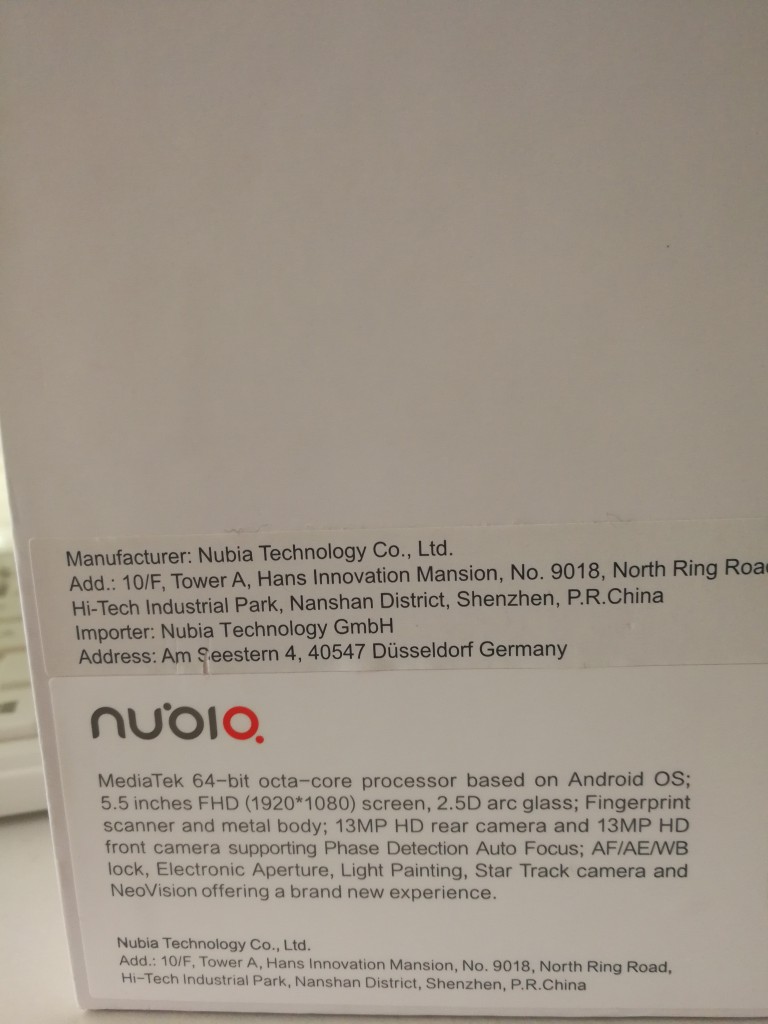 Manufacturer: Nubia Technology Co., Ltd.
Add.: 10/F, Tower A, Hans Innovation Mansion, No. 9018, North Ring Road
Hi-Tech Industrial Park, Nanshan District, Shenzhen, P.R.China
Importer: Nubia Technology GmbH
Address: Am Seestern 4, 40547 Düsseldorf Germany
nubia
MediaTek 64-bit octa-core processor based on Android OS;
5.5 inches FHD (1920*1080) screen, 2.5D arc glass; Fingerprint
scanner and metal body; 13MP HD rear camera and 13MP HD
front camera supporting Phase Detection Auto Focus; AF/AE/WB
lock, Electronic Aperture, Light Painting, Star Track camera and
NeoVision offering a brand new experience.
Nubia Technology Co., Ltd.
Add.: 10/F, Tower A, Hans Innovation Mansion, No. 9018, North Ring Road,
Hi-Tech Industrial Park, Nanshan District, Shenzhen, P.R.China